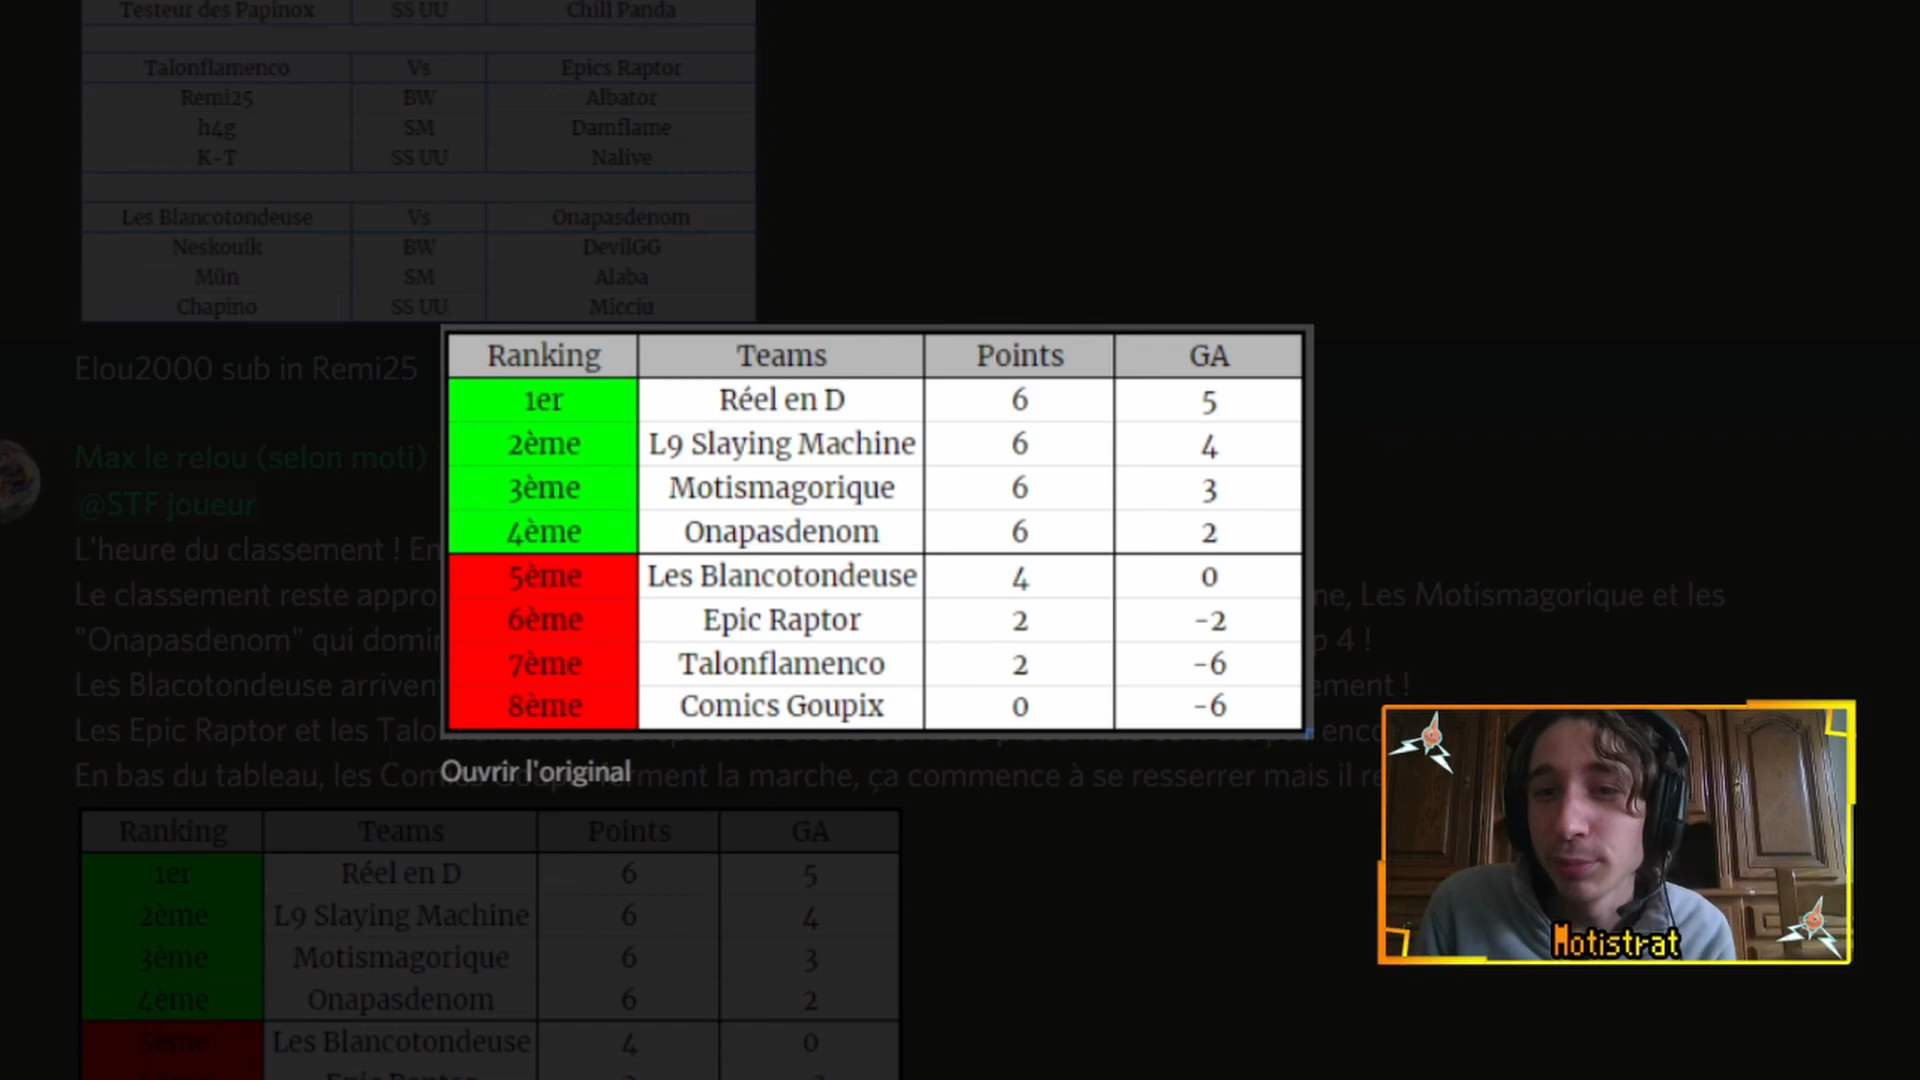 Testeur des Papinox SS UU Chill Panda
Talonflamenco Vs Epics Raptor
Remi25 BW Albator
h4g SM Damflame
K-T SS UU Nalive
Les Blancotondeuse Vs Onapasdenom
Neskouik BW DevilGG
Mün SM Alaba
Chapino SS UU Micciu
Elou2000 sub in Remi25
Max le relou (selon moti)
@STF joueur
L'heure du classement ! En
Le classement reste appro ne, Les Motismagorique et les
"Onapasdenom" qui domi p 4 !
Les Blacotondeuse arriven ement !
Les Epic Raptor et les Talo enco
En bas du tableau, les Com ment la marche, ça commence à se resserrer mais il re
Ranking Teams Points GA
1er Réel en D 6 5
2ème L9 Slaying Machine 6 4
3ème Motismagorique 6 3
4ème Onapasdenom 6 2
5ème Les Blancotondeuse 4 0
6ème Epic Raptor 2 -2
7ème Talonflamenco 2 -6
8ème Comics Goupix 0 -6
Ouvrir l'original
Ranking Teams Points GA
1er Réel en D 6 5
2ème L9 Slaying Machine 6 4
3ème Motismagorique 6 3
4ème Onapasdenom 6 2
5ème Les Blancotondeuse 4 0
Motistrat